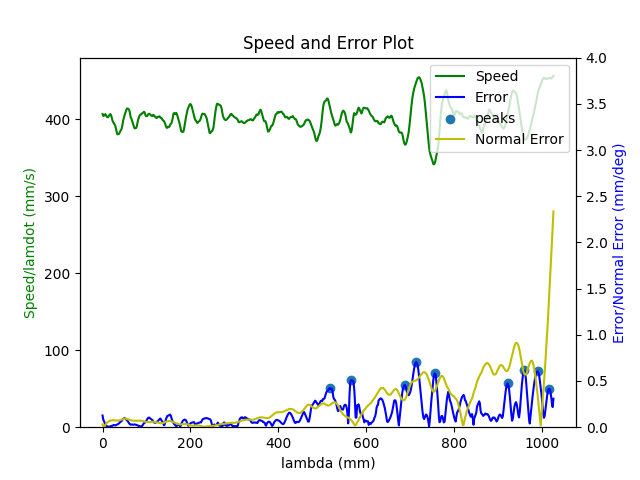 Speed and Error Plot
Speed
Error
peaks
Normal Error
Speed/lamdot (mm/s)
400
300
200
100
0
4.0
3.5
3.0
2.5
2.0
1.5
1.0
0.5
0.0
Error/Normal Error (mm/deg)
0 200 400 600 800 1000
lambda (mm)